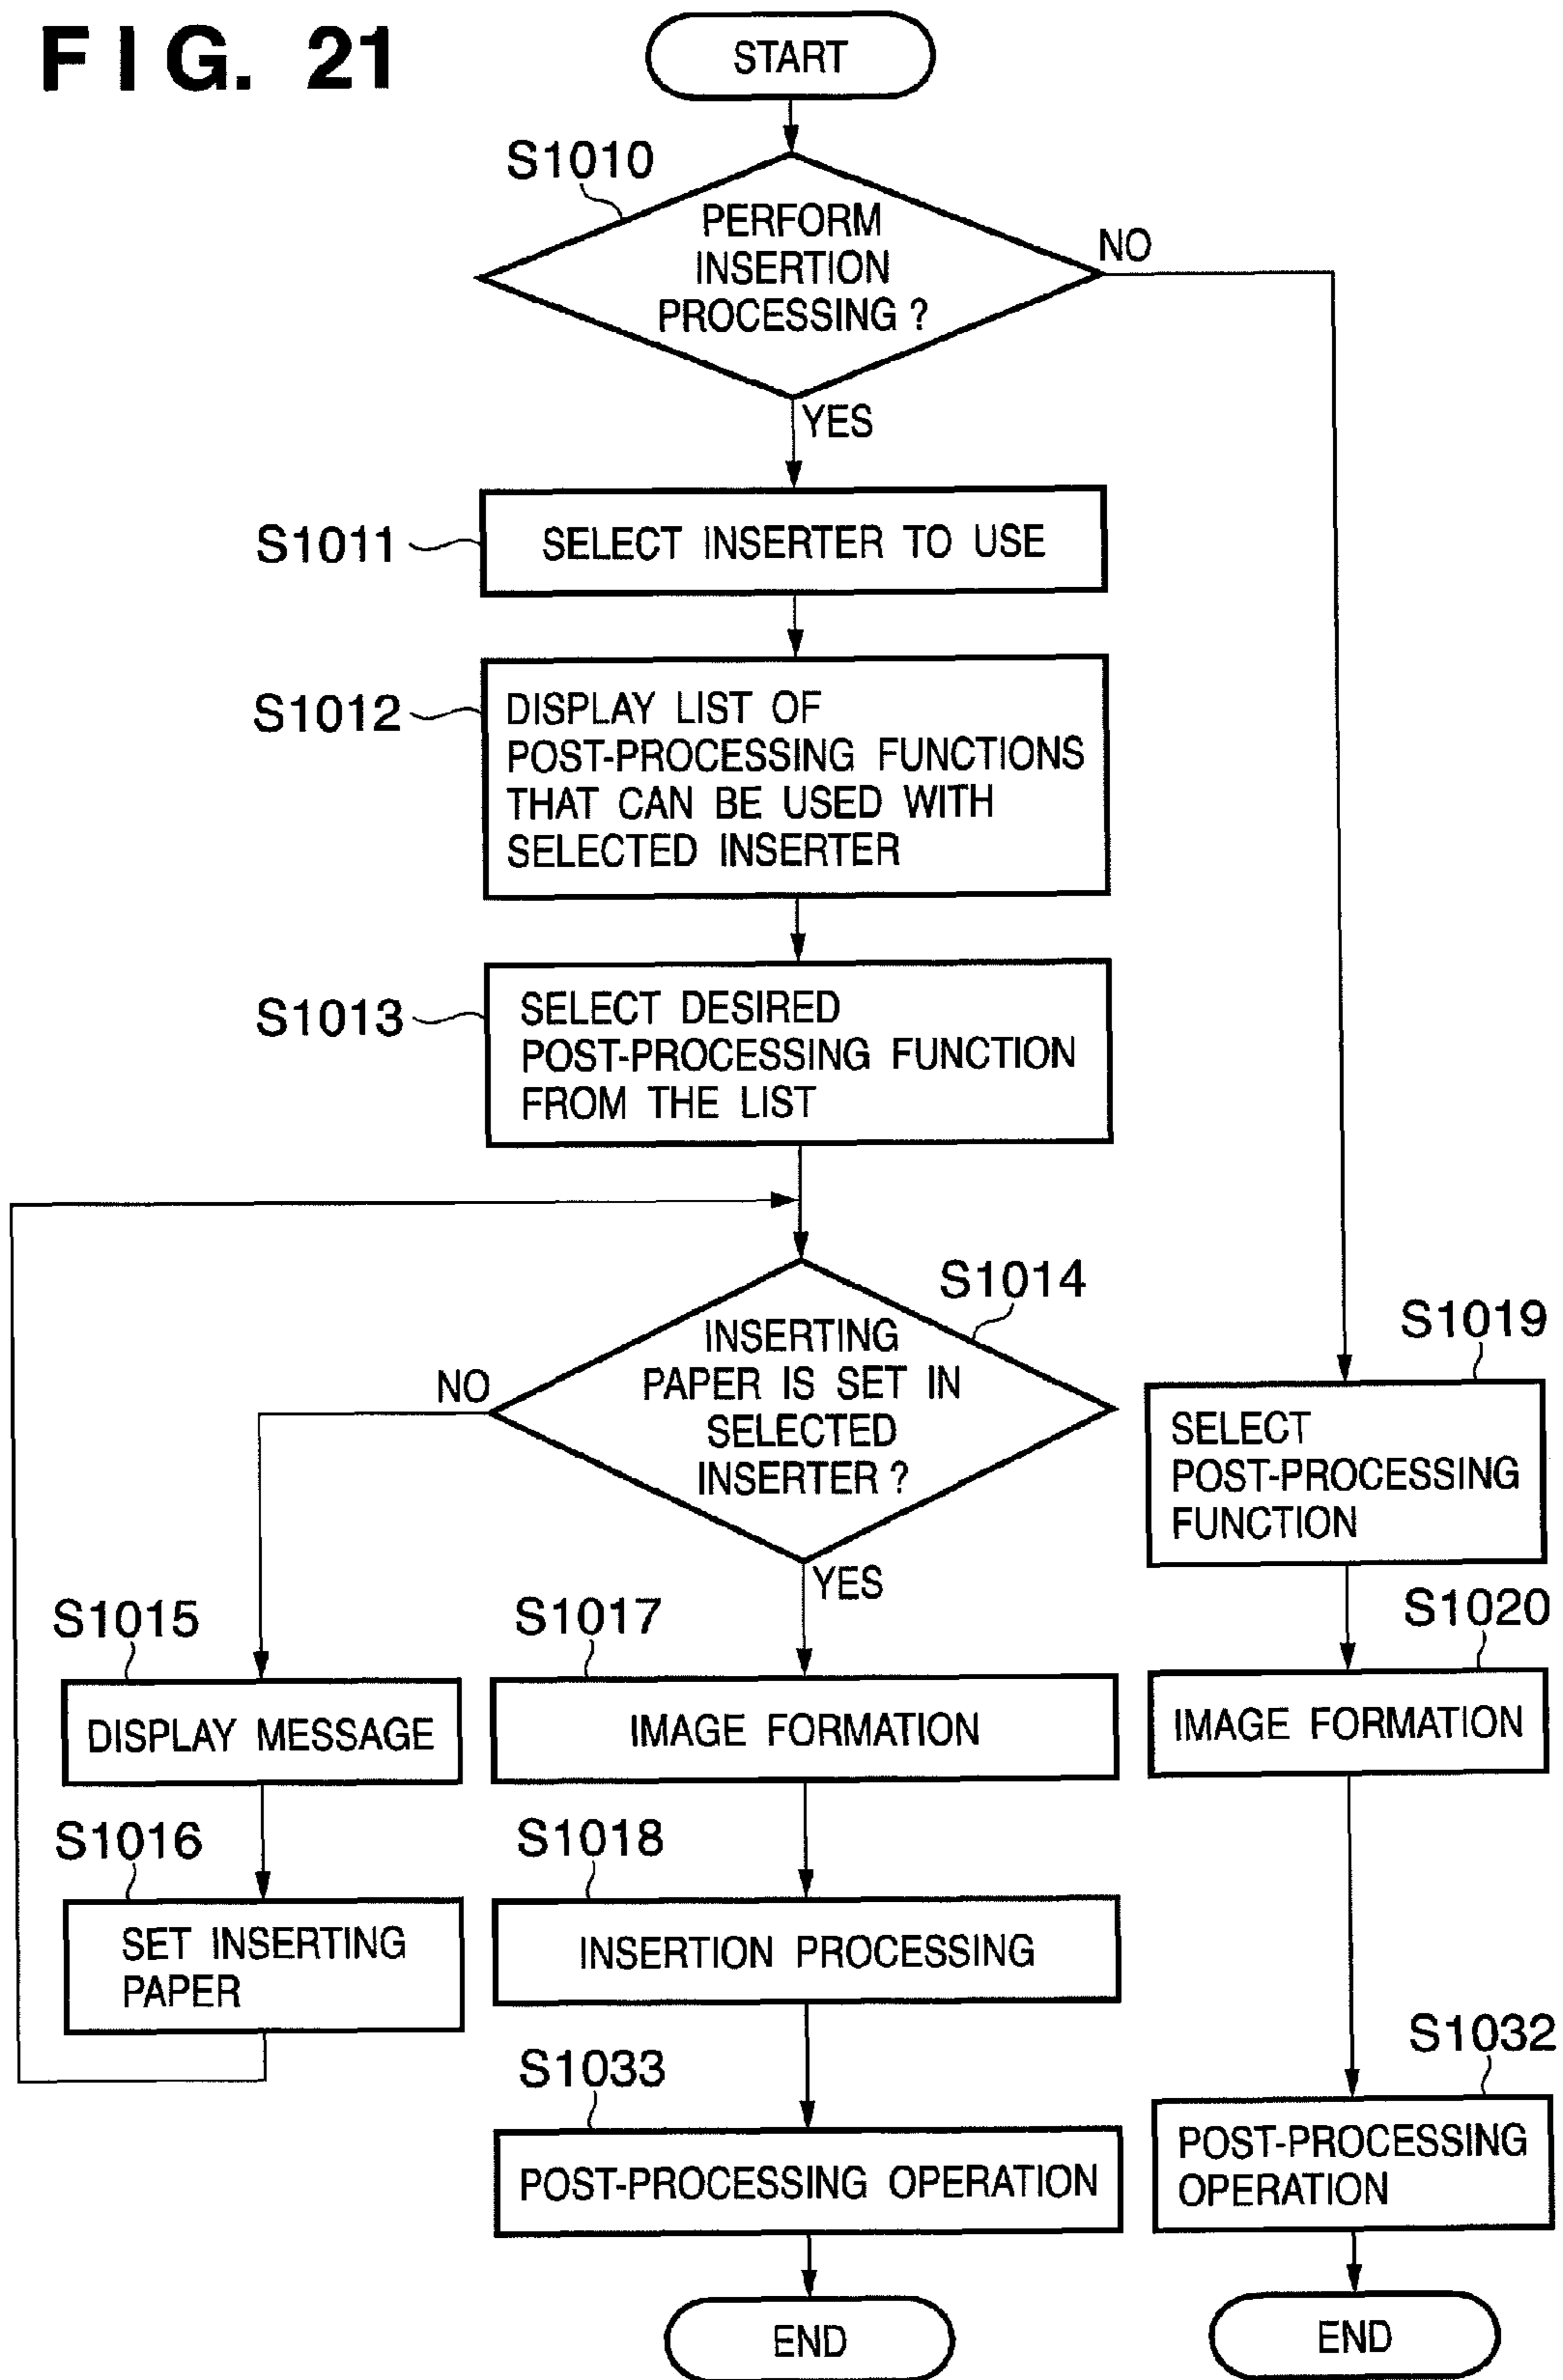 FIG. 21
START
S1010
PERFORM
INSERTION
PROCESSING ?
NO
YES
S1011
SELECT INSERTER TO USE
S1012
DISPLAY LIST OF
POST-PROCESSING FUNCTIONS
THAT CAN BE USED WITH
SELECTED INSERTER
S1013
SELECT DESIRED
POST-PROCESSING FUNCTION
FROM THE LIST
S1014
INSERTING
PAPER IS SET IN
SELECTED
INSERTER ?
NO
YES
S1015
DISPLAY MESSAGE
S1016
SET INSERTING
PAPER
S1017
IMAGE FORMATION
S1018
INSERTION PROCESSING
S1033
POST-PROCESSING OPERATION
END
S1019
SELECT
POST-PROCESSING
FUNCTION
S1020
IMAGE FORMATION
S1032
POST-PROCESSING
OPERATION
END